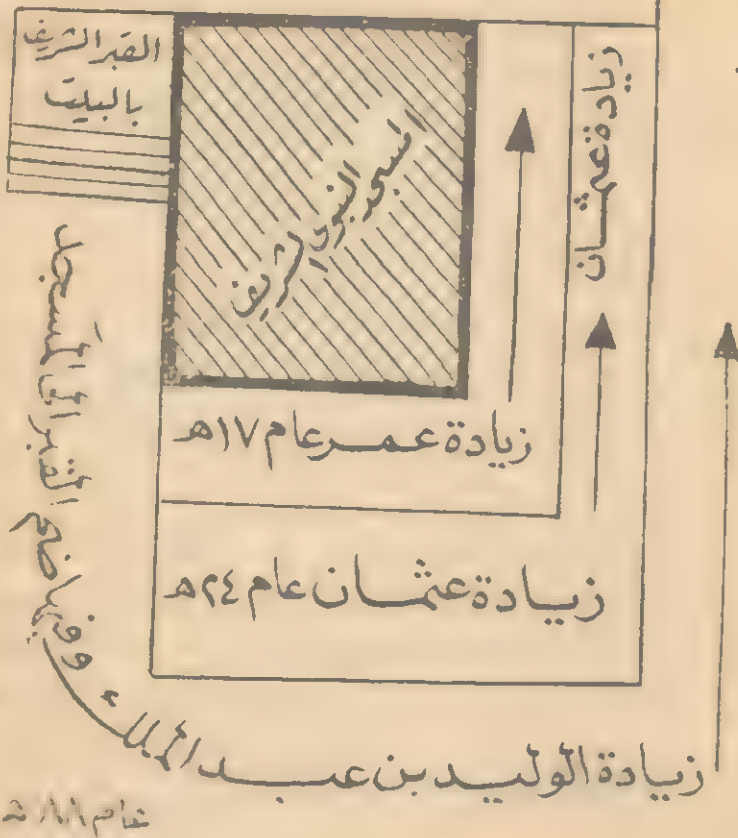 القبر الشريف
بالبيت
المسجد النبوي الشريف
زيادة عثمان
زيادة عمر عام ١٧هـ
زيادة عثمان عام ٢٤هـ
زيادة الوليد بن عبد الملك وفيها ضم القبر الى المسجد
عام ٨٨ هـ